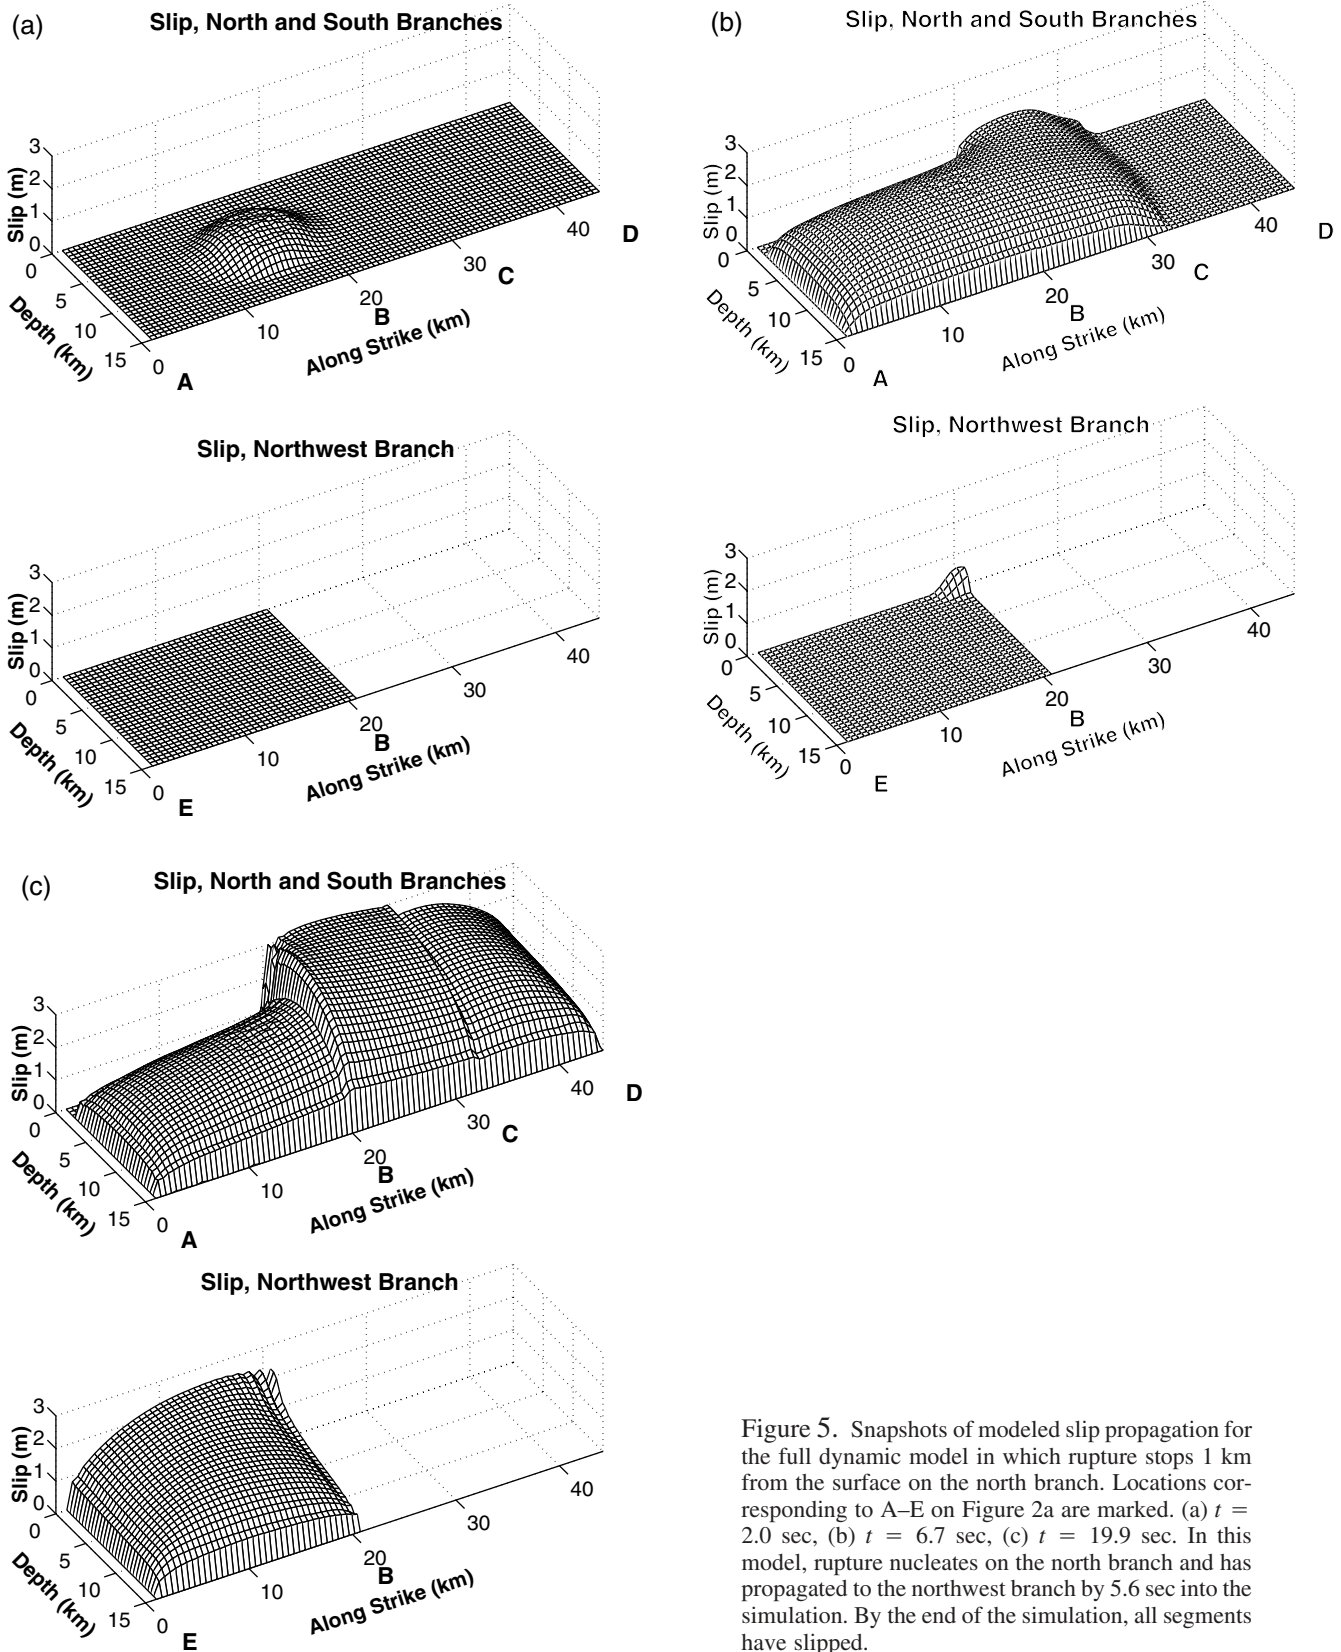 (a)
Slip, North and South Branches
3
2
1
0
Slip (m)
0
5
10
15
Depth (km)
0
10
20
30
40
Along Strike (km)
A
B
C
D
Slip, Northwest Branch
3
2
1
0
Slip (m)
0
5
10
15
Depth (km)
0
10
20
30
40
Along Strike (km)
E
B
(b)
Slip, North and South Branches
3
2
1
0
Slip (m)
0
5
10
15
Depth (km)
0
10
20
30
40
Along Strike (km)
A
B
C
D
Slip, Northwest Branch
3
2
1
0
Slip (m)
0
5
10
15
Depth (km)
0
10
20
30
40
Along Strike (km)
E
B
(c)
Slip, North and South Branches
3
2
1
0
Slip (m)
0
5
10
15
Depth (km)
0
10
20
30
40
Along Strike (km)
A
B
C
D
Slip, Northwest Branch
3
2
1
0
Slip (m)
0
5
10
15
Depth (km)
0
10
20
30
40
Along Strike (km)
E
B
Figure 5. Snapshots of modeled slip propagation for
the full dynamic model in which rupture stops 1 km
from the surface on the north branch. Locations cor-
responding to A–E on Figure 2a are marked. (a) t =
2.0 sec, (b) t = 6.7 sec, (c) t = 19.9 sec. In this
model, rupture nucleates on the north branch and has
propagated to the northwest branch by 5.6 sec into the
simulation. By the end of the simulation, all segments
have slipped.